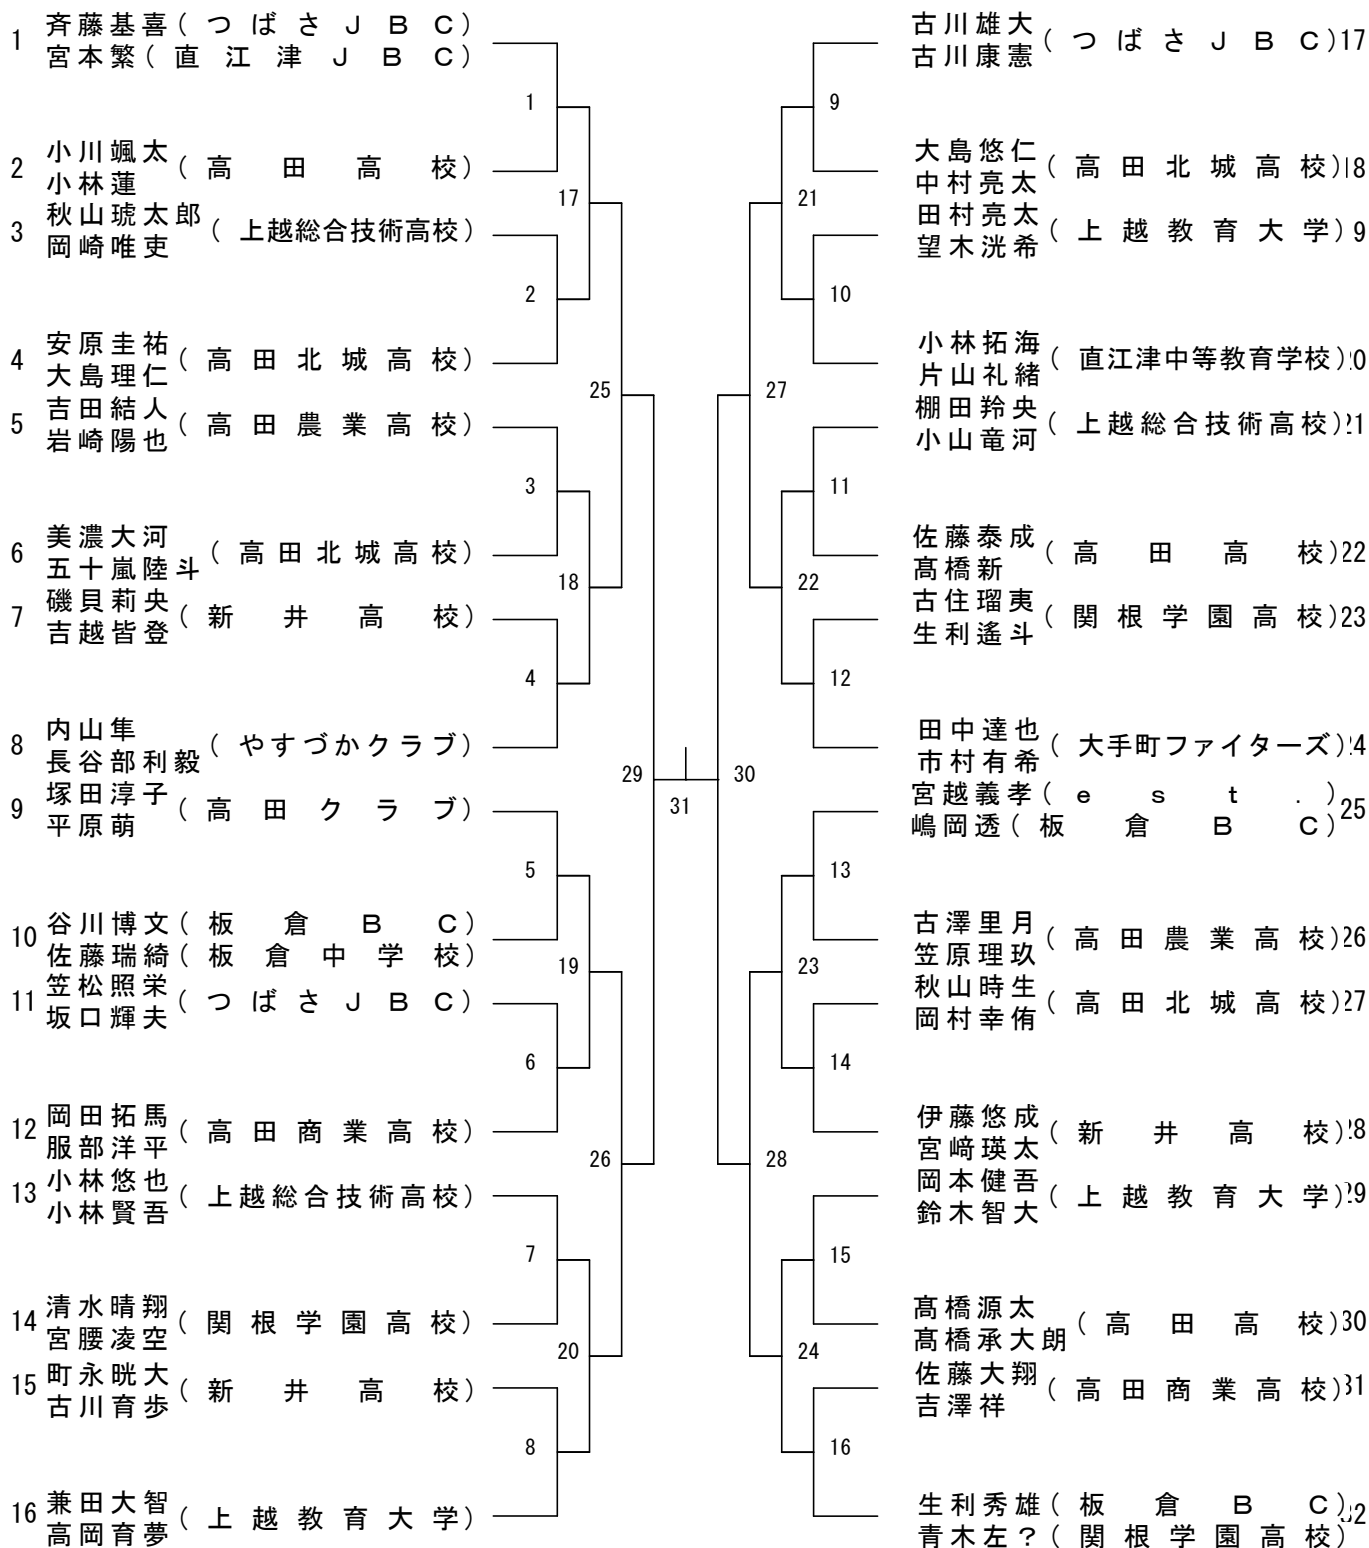 1 斉藤基喜(つばさJBC)
宮本繁(直江津JBC)
2 小川颯太
小林蓮
(高田高校)
3 秋山琥太郎
岡崎唯吏
(上越総合技術高校)
4 安原圭祐
大島理仁
(高田北城高校)
5 吉田結人
岩崎陽也
(高田農業高校)
6 美濃大河
五十嵐陸斗
(高田北城高校)
7 磯貝莉央
吉越皆登
(新井高校)
8 内山隼
長谷部利毅
(やすづかクラブ)
9 塚田淳子
平原萌
(高田クラブ)
10 谷川博文(板倉BC)
佐藤瑞綺(板倉中学校)
11 笠松照栄
坂口輝夫
(つばさJBC)
12 岡田拓馬
服部洋平
(高田商業高校)
13 小林悠也
小林賢吾
(上越総合技術高校)
14 清水晴翔
宮腰凌空
(関根学園高校)
15 町永晄大
古川育歩
(新井高校)
16 兼田大智
高岡育夢
(上越教育大学)
1
2
3
4
5
6
7
8
17
18
19
20
25
26
29
31
30
27
28
21
22
23
24
9
10
11
12
13
14
15
16
古川雄大
古川康憲
(つばさJBC)17
大島悠仁
中村亮太
(高田北城高校)18
田村亮太
望木洸希
(上越教育大学)9
小林拓海
片山礼緒
(直江津中等教育学校)0
棚田羚央
小山竜河
(上越総合技術高校)21
佐藤泰成
髙橋新
(高田高校)22
古住瑠夷
生利遙斗
(関根学園高校)23
田中達也
市村有希
(大手町ファイターズ)4
宮越義孝(est.)
嶋岡透(板倉BC)
25
古澤里月
笠原理玖
(高田農業高校)26
秋山時生
岡村幸侑
(高田北城高校)27
伊藤悠成
宮﨑瑛太
(新井高校)28
岡本健吾
鈴木智大
(上越教育大学)29
髙橋源太
髙橋承大朗
(高田高校)30
佐藤大翔
吉澤祥
(高田商業高校)31
生利秀雄(板倉BC)
青木左?(関根学園高校)
32